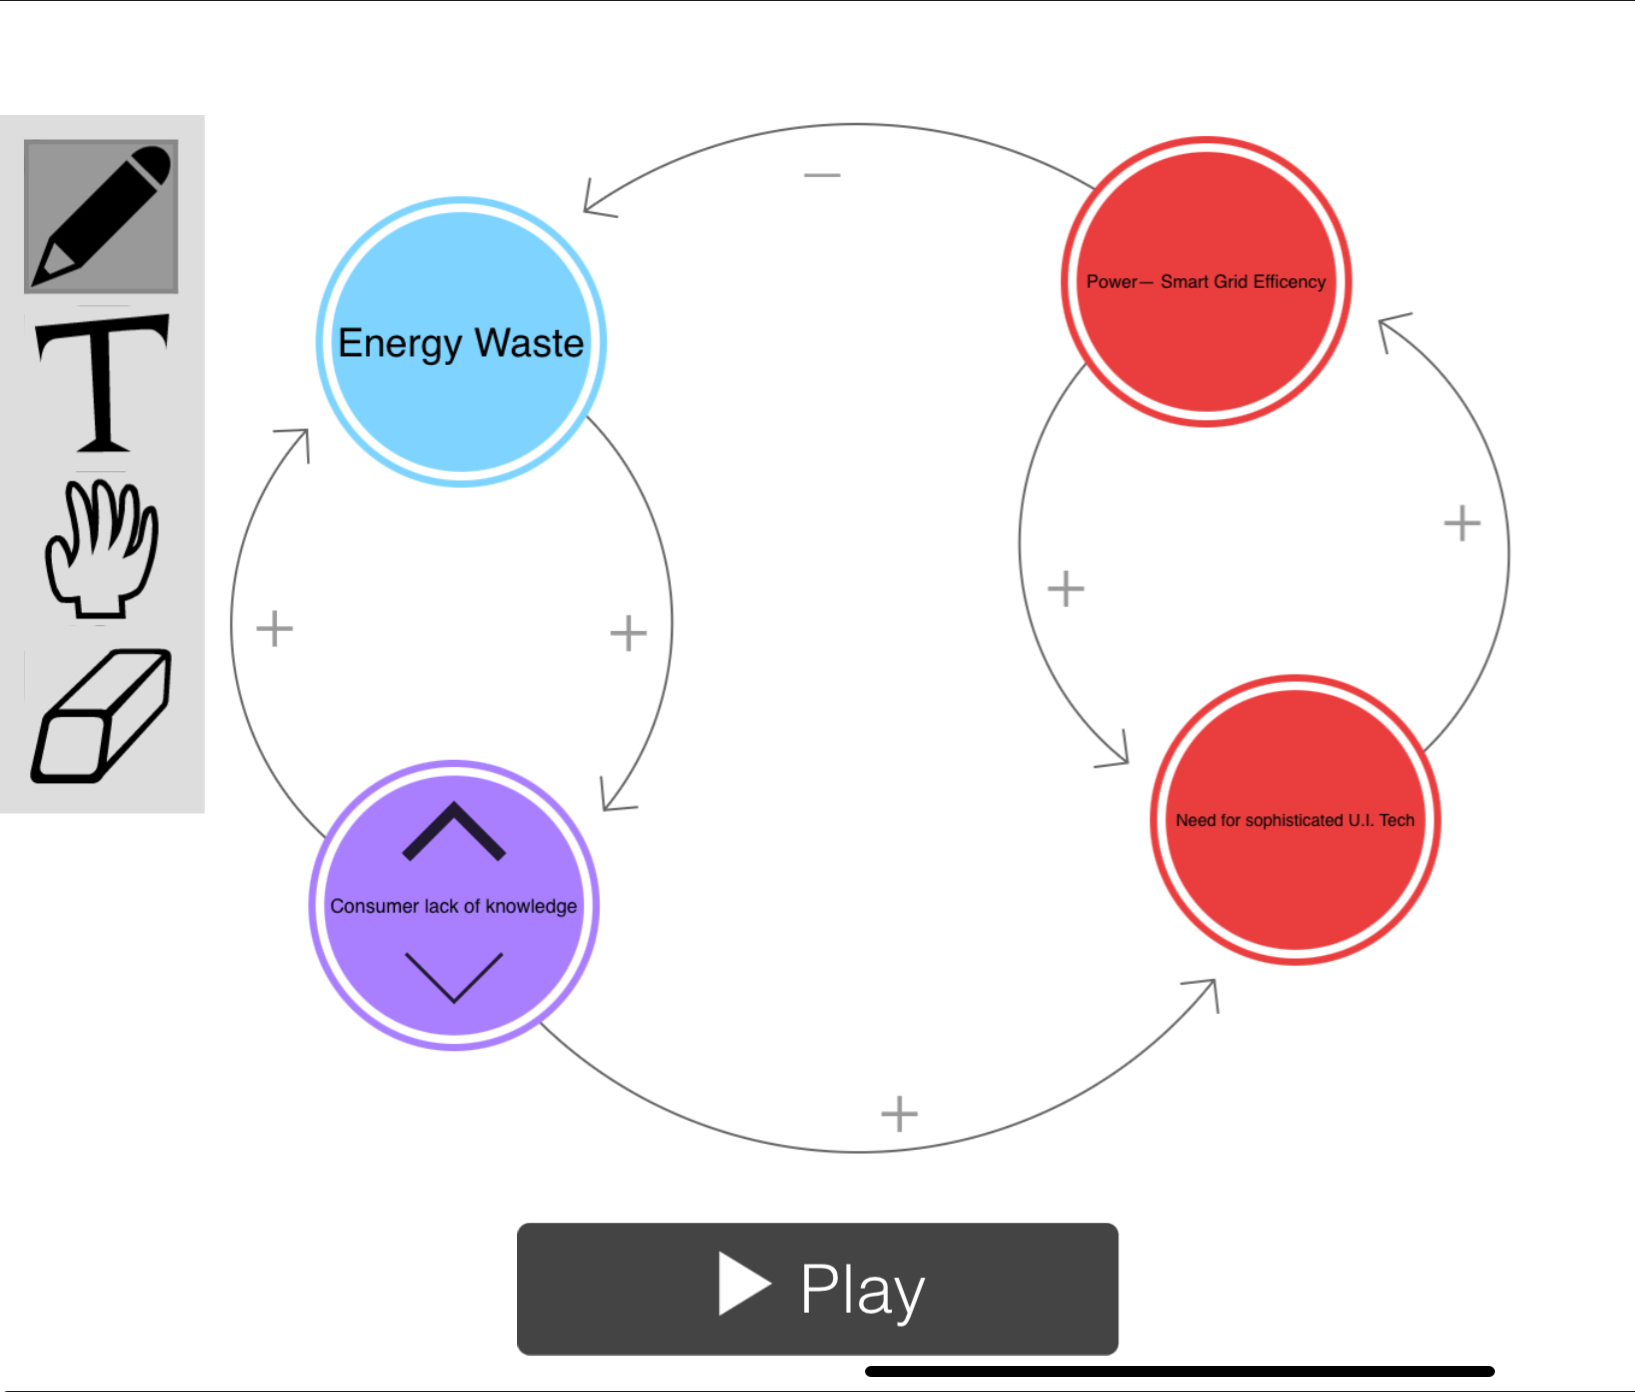 Power— Smart Grid Efficency
Energy Waste
Need for sophisticated U.I. Tech
Consumer lack of knowledge
Play